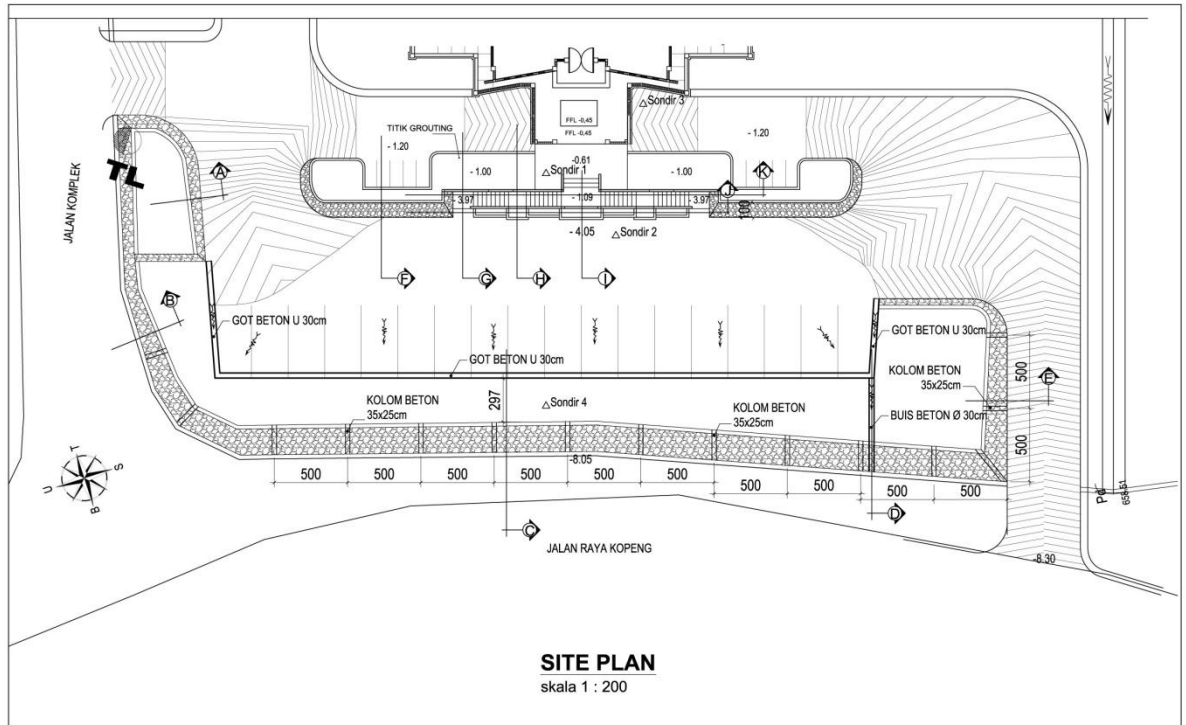 Sondir 3
FFL -0,45
FFL -0,45
TITIK GROUTING
- 1.20
- 1.20
-0.61
Sondir 1
- 1.00
- 1.00
K
A
TL
JALAN KOMPLEK
- 3.97
- 1.09
- 3.97
J
100
- 4.05
Sondir 2
F
G
H
I
B
GOT BETON U 30cm
GOT BETON U 30cm
GOT BETON U 30cm
KOLOM BETON
35x25cm
500
E
297
Sondir 4
KOLOM BETON
35x25cm
KOLOM BETON
35x25cm
BUIS BETON Ø 30cm
500
-8.05
500
500
500
500
500
500
500
500
500
500
T
S
U
B
Pd
658.51
C
D
JALAN RAYA KOPENG
-8.30
SITE PLAN
skala 1 : 200